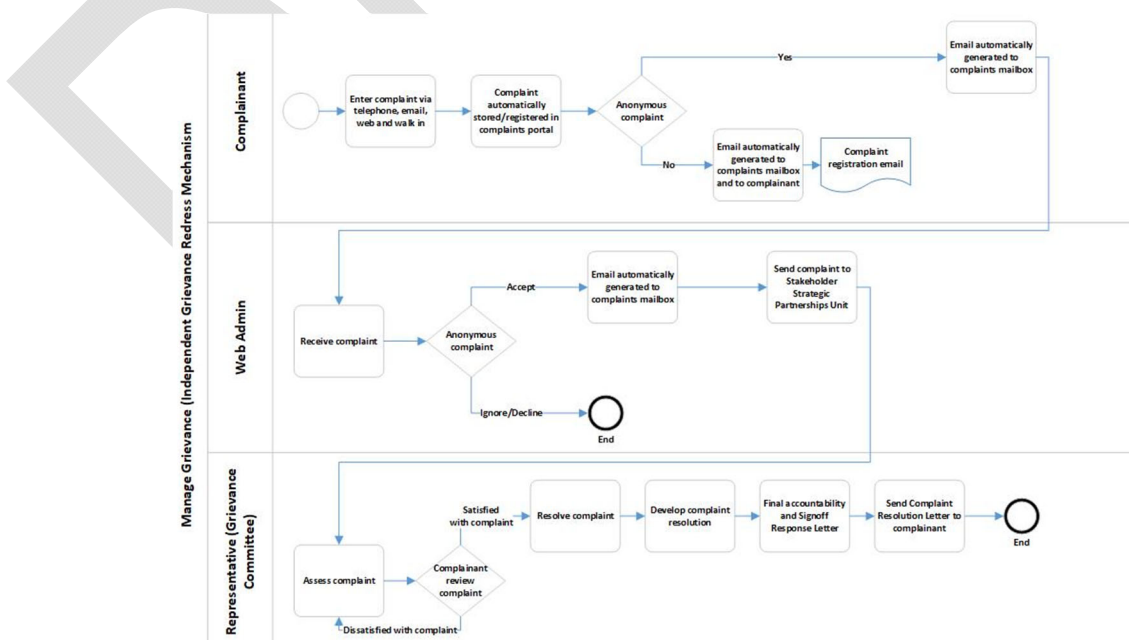 Manage Grievance (Independent Grievance Redress Mechanism
Complainant
Enter complaint via
telephone, email,
web and walk in
Complaint
automatically
stored/registered in
complaints portal
Anonymous
complaint
Yes
Email automatically
generated to
complaints mailbox
No
Email automatically
generated to
complaints mailbox
and to complainant
Complaint
registration email
Web Admin
Receive complaint
Anonymous
complaint
Accept
Email automatically
generated to
complaints mailbox
Send complaint to
Stakeholder
Strategic
Partnerships Unit
Ignore/Decline
End
Representative (Grievance
Committee)
Assess complaint
Complainant
review
complaint
Satisfied
with complaint
Resolve complaint
Develop complaint
resolution
Final accountability
and Signoff
Response Letter
Send Complaint
Resolution Letter to
complainant
End
Dissatisfied with complaint